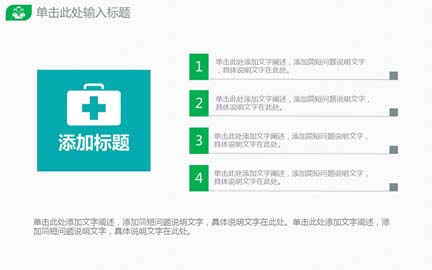 单击此处输入标题
添加标题
1
单击此处添加文字阐述，添加简短问题说明文字
，具体说明文字在此处。
2
单击此处添加文字阐述，添加简短问题说明文字，
具体说明文字在此处。
3
单击此处添加文字阐述，添加简短问题说明文字，
具体说明文字在此处。
4
单击此处添加文字阐述，添加简短问题说明文字，
具体说明文字在此处。
单击此处添加文字阐述，添加简短问题说明文字，具体说明文字在此处。单击此处添加文字阐述，添
加简短问题说明文字，具体说明文字在此处。